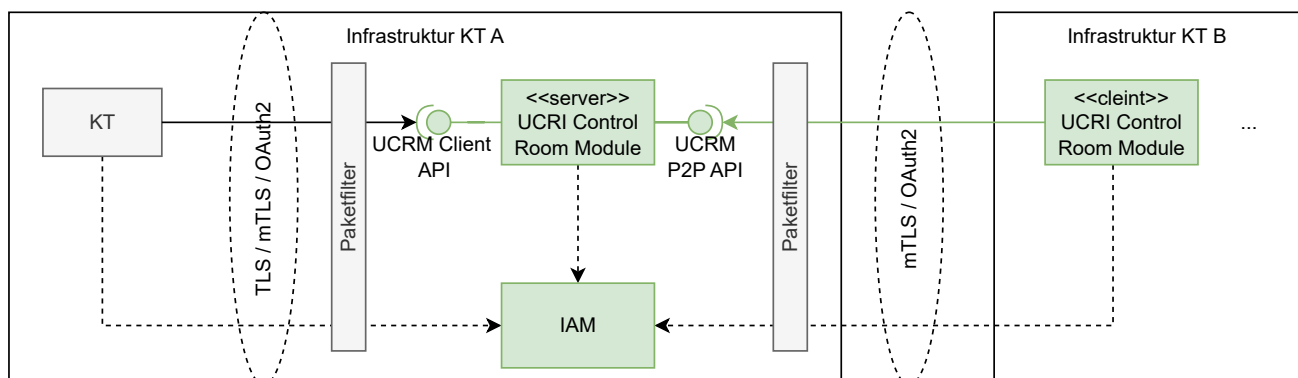 Infrastruktur KT A
Infrastruktur KT B
KT
TLS / mTLS / OAuth2
Paketfilter
UCRM Client
API
<<server>>
UCRI Control
Room Module
UCRM
P2P API
Paketfilter
mTLS / OAuth2
<<cleint>>
UCRI Control
Room Module
...
IAM